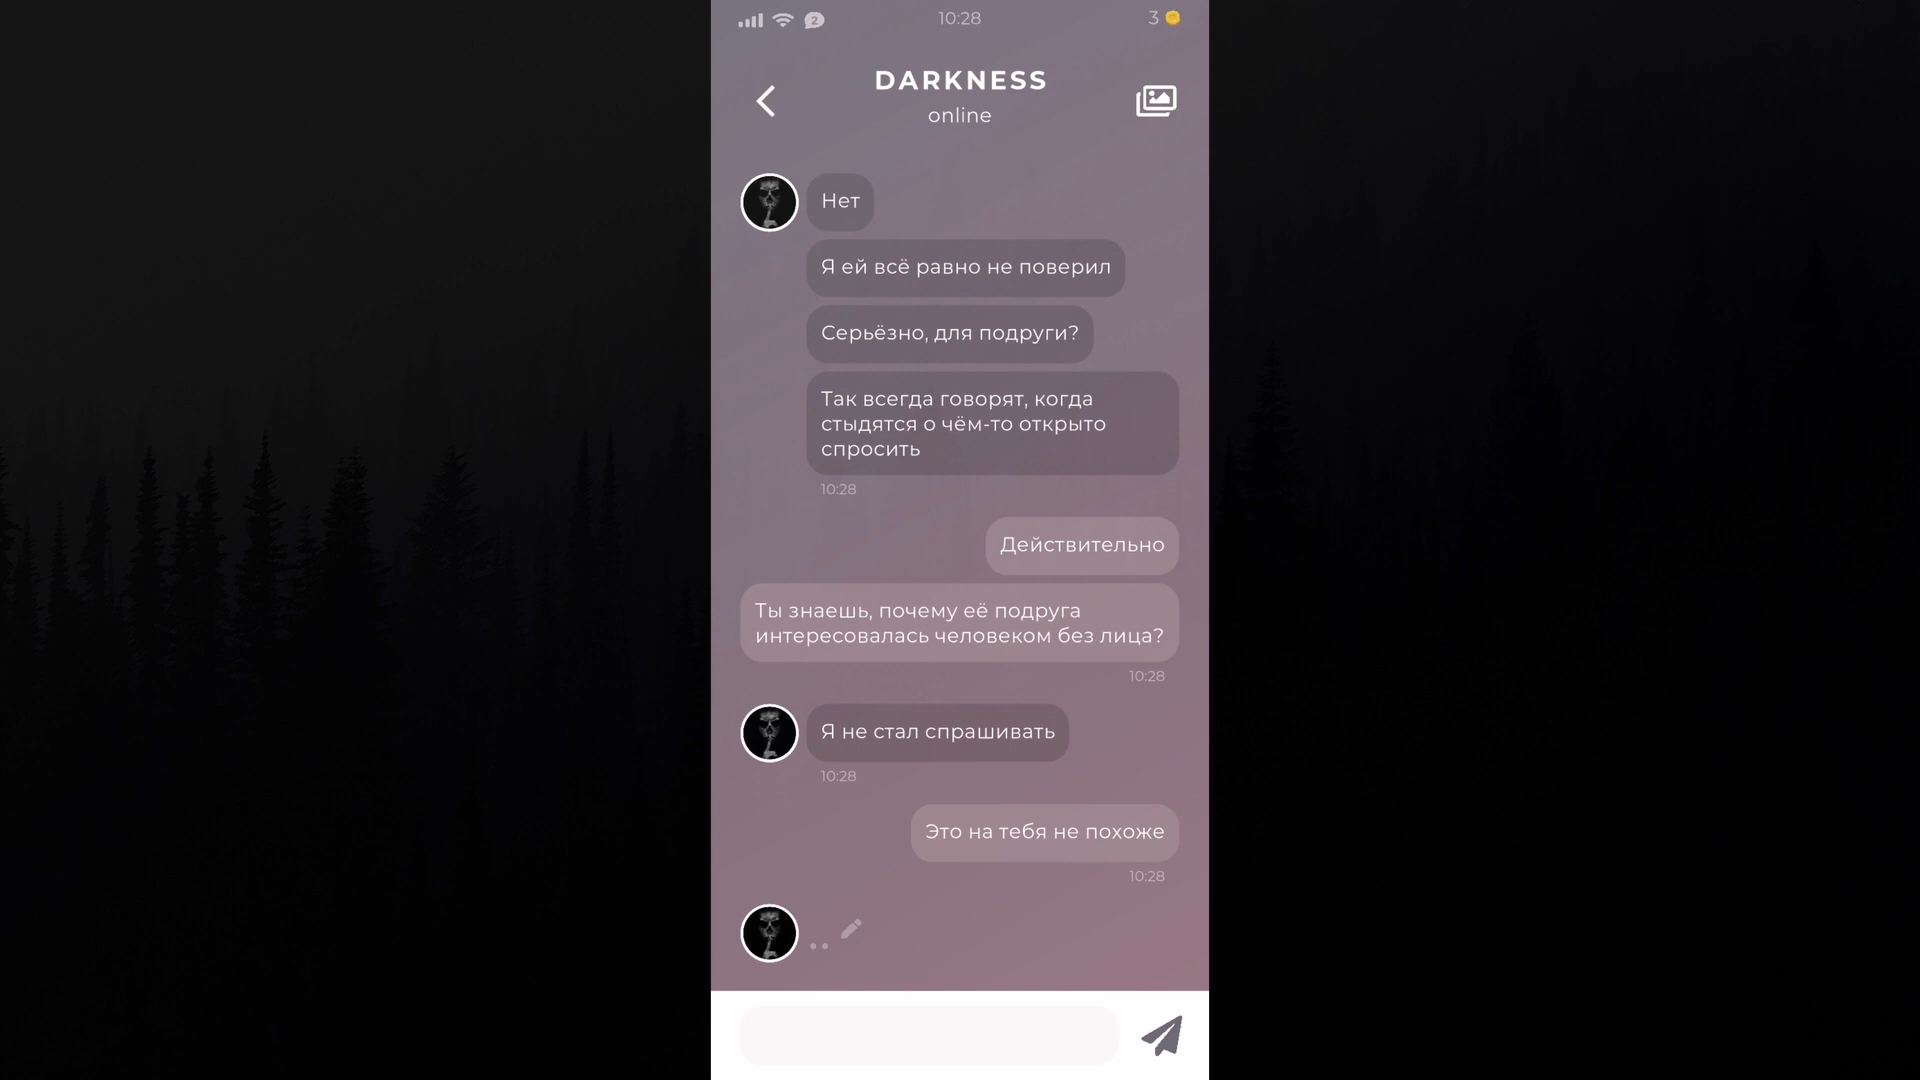 2
10:28
3
DARKNESS
online
Нет
Я ей всё равно не поверил
Серьёзно, для подруги?
Так всегда говорят, когда
стыдятся о чём-то открыто
спросить
10:28
Действительно
Ты знаешь, почему её подруга
интересовалась человеком без лица?
10:28
Я не стал спрашивать
10:28
Это на тебя не похоже
10:28